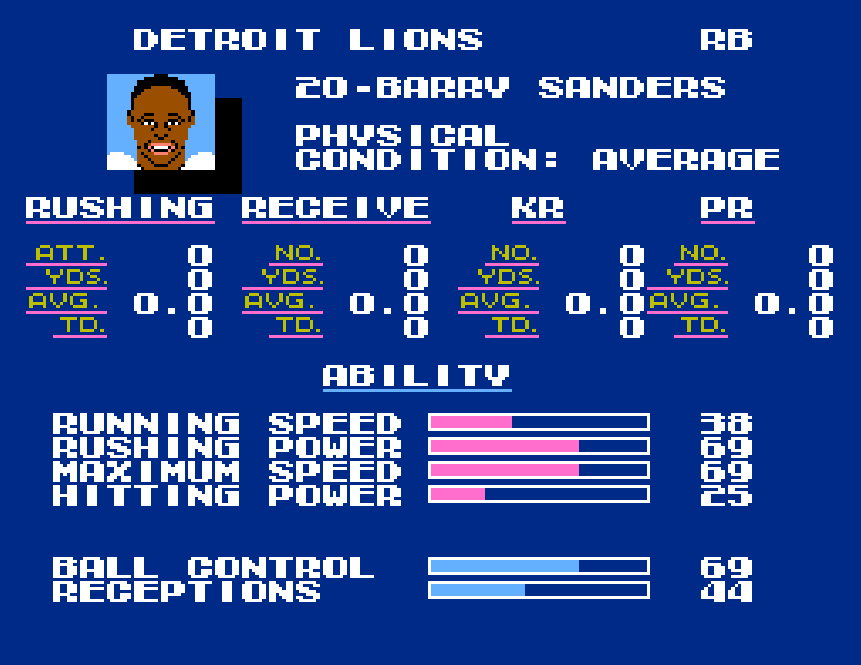 DETROIT LIONS RB
20-BARRY SANDERS
PHYSICAL
CONDITION: AVERAGE
RUSHING RECEIVE KR PR
ATT. 0 NO. 0 NO. 0 NO. 0
YDS. 0 YDS. 0 YDS. 0 YDS. 0
AVG. 0.0 AVG. 0.0 AVG. 0.0 AVG. 0.0
TD. 0 TD. 0 TD. 0 TD. 0
ABILITY
RUNNING SPEED 38
RUSHING POWER 69
MAXIMUM SPEED 69
HITTING POWER 25
BALL CONTROL 69
RECEPTIONS 44